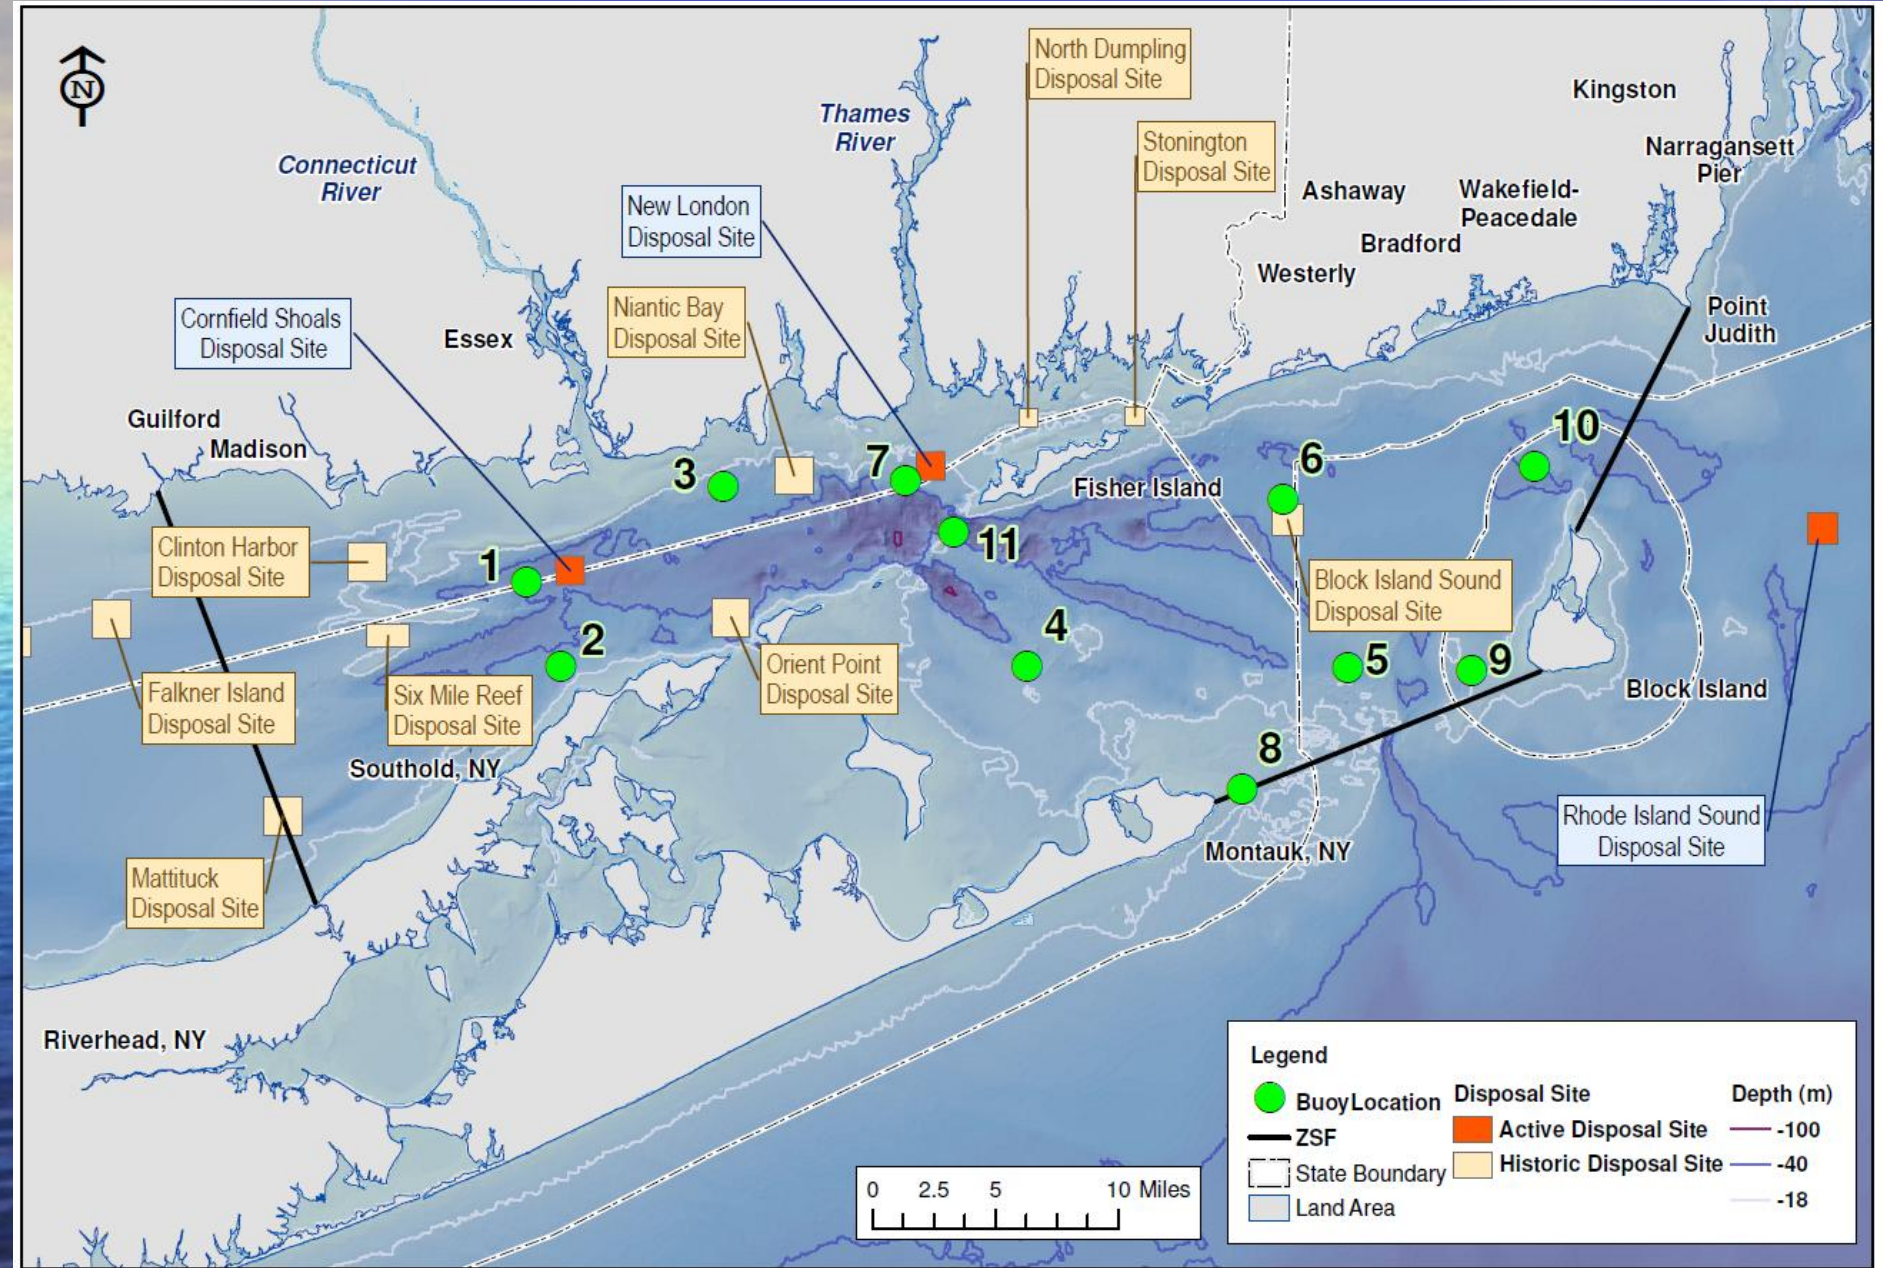 N
North Dumpling
Disposal Site
Kingston
Thames
River
Narragansett
Pier
Stonington
Disposal Site
Connecticut
River
Ashaway
Wakefield-
Peacedale
New London
Disposal Site
Bradford
Westerly
Cornfield Shoals
Disposal Site
Essex
Niantic Bay
Disposal Site
Point
Judith
Guilford
Madison
10
7
6
3
Fisher Island
Clinton Harbor
Disposal Site
1
11
Block Island Sound
Disposal Site
2
4
5
9
Falkner Island
Disposal Site
Six Mile Reef
Disposal Site
Orient Point
Disposal Site
Block Island
8
Southold, NY
Rhode Island Sound
Disposal Site
Montauk, NY
Mattituck
Disposal Site
Riverhead, NY
Legend
Buoy Location
ZSF
State Boundary
Land Area
Disposal Site
Active Disposal Site
Historic Disposal Site
Depth (m)
-100
-40
-18
0 2.5 5 10 Miles